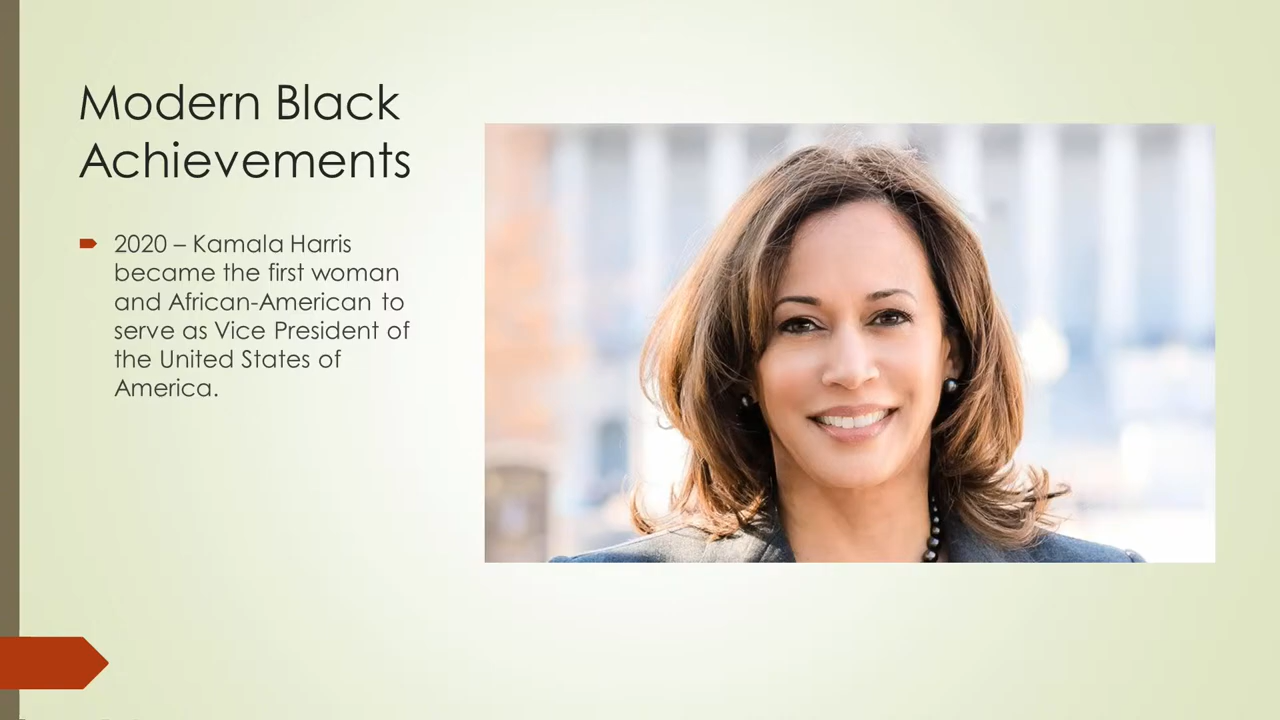 Modern Black
Achievements
2020 – Kamala Harris
became the first woman
and African-American to
serve as Vice President of
the United States of
America.